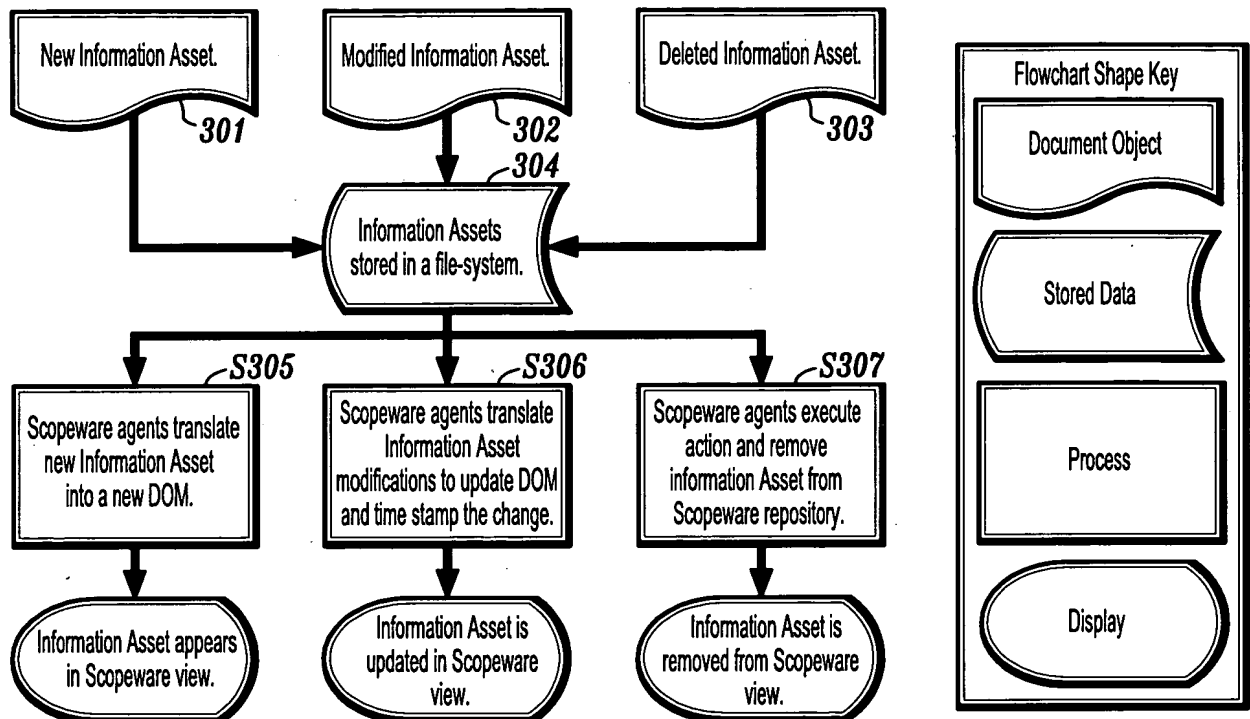 New Information Asset.
301
Modified Information Asset.
302
Deleted Information Asset.
303
304
Information Assets
stored in a file-system.
S305
Scopeware agents translate
new Information Asset
into a new DOM.
S306
Scopeware agents translate
Information Asset
modifications to update DOM
and time stamp the change.
S307
Scopeware agents execute
action and remove
information Asset from
Scopeware repository.
Information Asset appears
in Scopeware view.
Information Asset is
updated in Scopeware
view.
Information Asset is
removed from Scopeware
view.
Flowchart Shape Key
Document Object
Stored Data
Process
Display